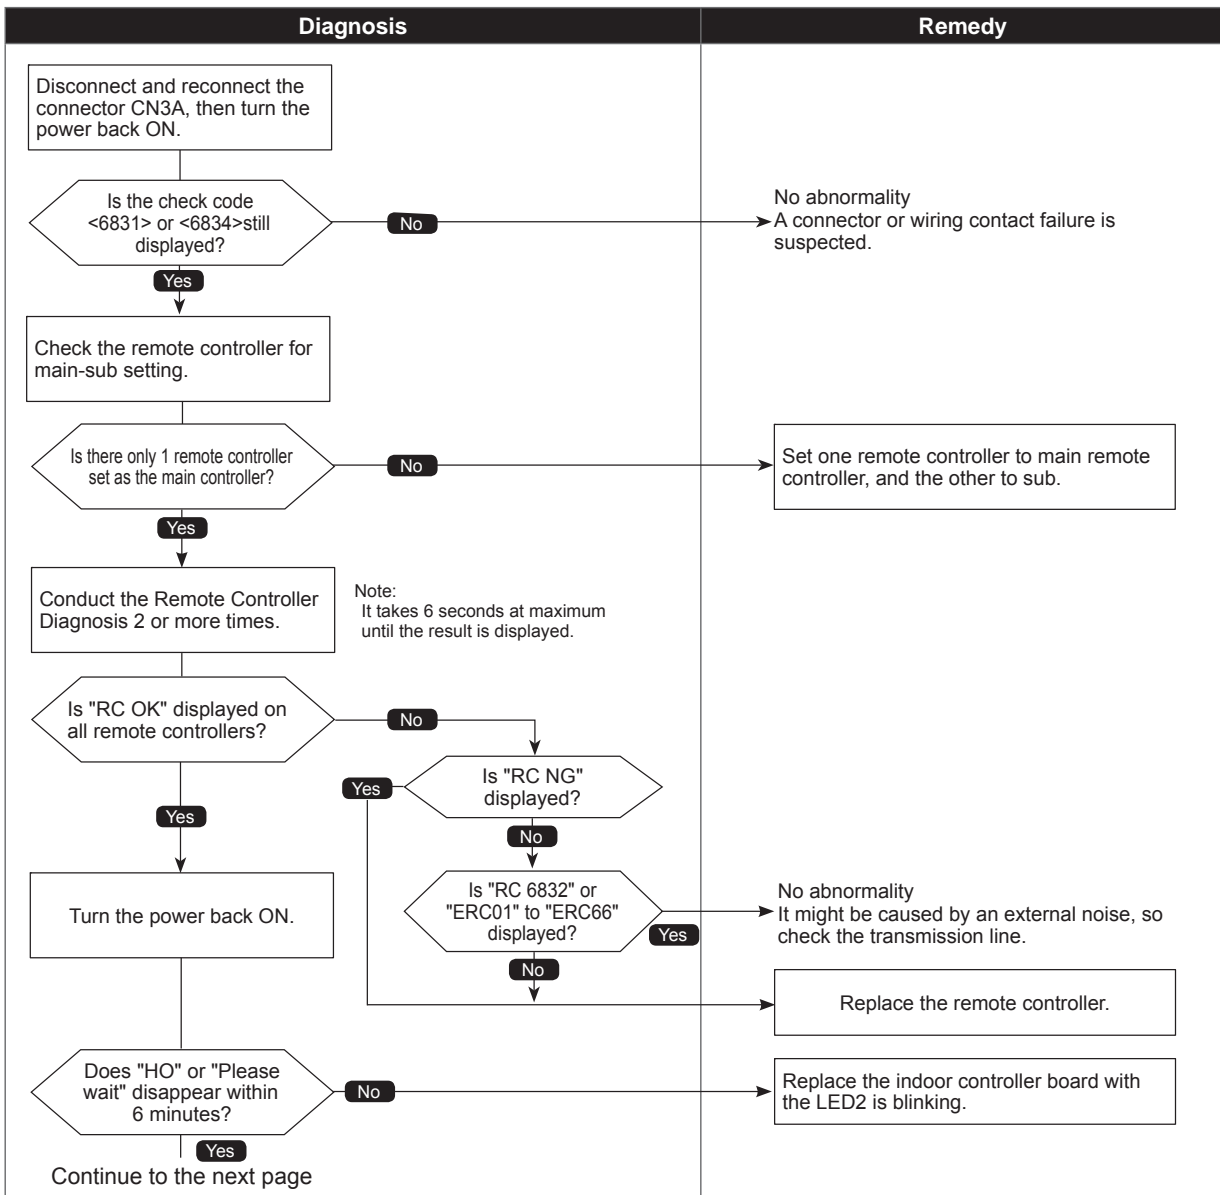 Diagnosis
Remedy
Disconnect and reconnect the
connector CN3A, then turn the
power back ON.
Is the check code
<6831> or <6834>still
displayed?
No
No abnormality
A connector or wiring contact failure is
suspected.
Yes
Check the remote controller for
main-sub setting.
Is there only 1 remote controller
set as the main controller?
No
Set one remote controller to main remote
controller, and the other to sub.
Yes
Conduct the Remote Controller
Diagnosis 2 or more times.
Note:
It takes 6 seconds at maximum
until the result is displayed.
Is "RC OK" displayed on
all remote controllers?
No
Is "RC NG"
displayed?
Yes
Yes
No
Turn the power back ON.
Is "RC 6832" or
"ERC01" to "ERC66"
displayed?
Yes
No abnormality
It might be caused by an external noise, so
check the transmission line.
No
Replace the remote controller.
Does "HO" or "Please
wait" disappear within
6 minutes?
No
Replace the indoor controller board with
the LED2 is blinking.
Yes
Continue to the next page